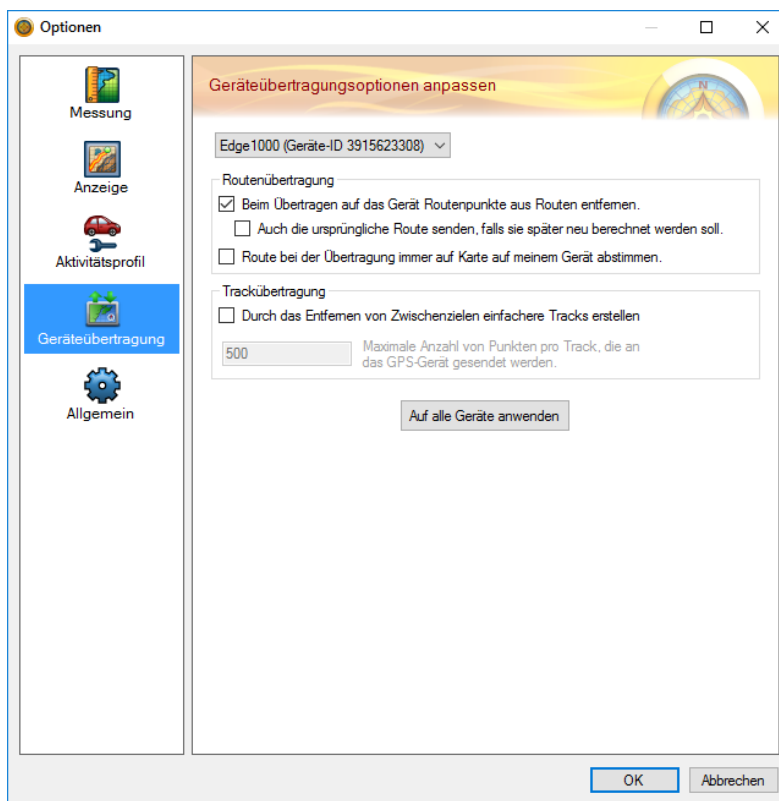 Optionen
Messung
Anzeige
Aktivitätsprofil
Geräteübertragung
Allgemein
Geräteübertragungsoptionen anpassen
N
Edge1000 (Geräte-ID 3915623308)
Routenübertragung
Beim Übertragen auf das Gerät Routenpunkte aus Routen entfernen.
Auch die ursprüngliche Route senden, falls sie später neu berechnet werden soll.
Route bei der Übertragung immer auf Karte auf meinem Gerät abstimmen.
Trackübertragung
Durch das Entfernen von Zwischenzielen einfachere Tracks erstellen
500
Maximale Anzahl von Punkten pro Track, die an
das GPS-Gerät gesendet werden.
Auf alle Geräte anwenden
OK
Abbrechen